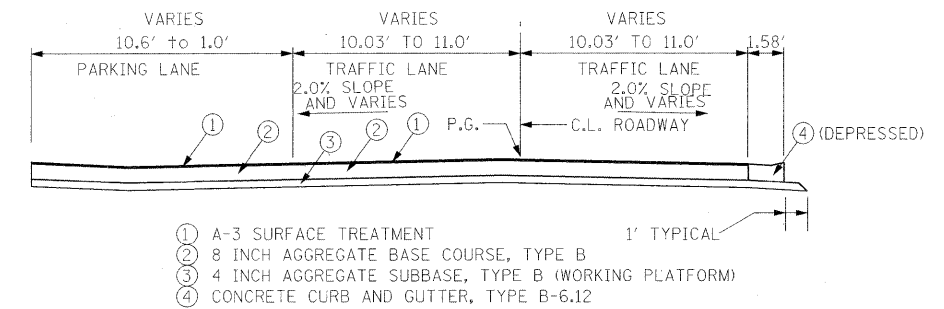 VARIES VARIES VARIES
10.6' to 1.0' 10.03' TO 11.0' 10.03' TO 11.0' 1.58'
PARKING LANE TRAFFIC LANE TRAFFIC LANE
2.0% SLOPE 2.0% SLOPE
AND VARIES AND VARIES
1 2 3 2 1 P.G. C.L. ROADWAY 4 (DEPRESSED)
1 A-3 SURFACE TREATMENT 1' TYPICAL
2 8 INCH AGGREGATE BASE COURSE, TYPE B
3 4 INCH AGGREGATE SUBBASE, TYPE B (WORKING PLATFORM)
4 CONCRETE CURB AND GUTTER, TYPE B-6.12